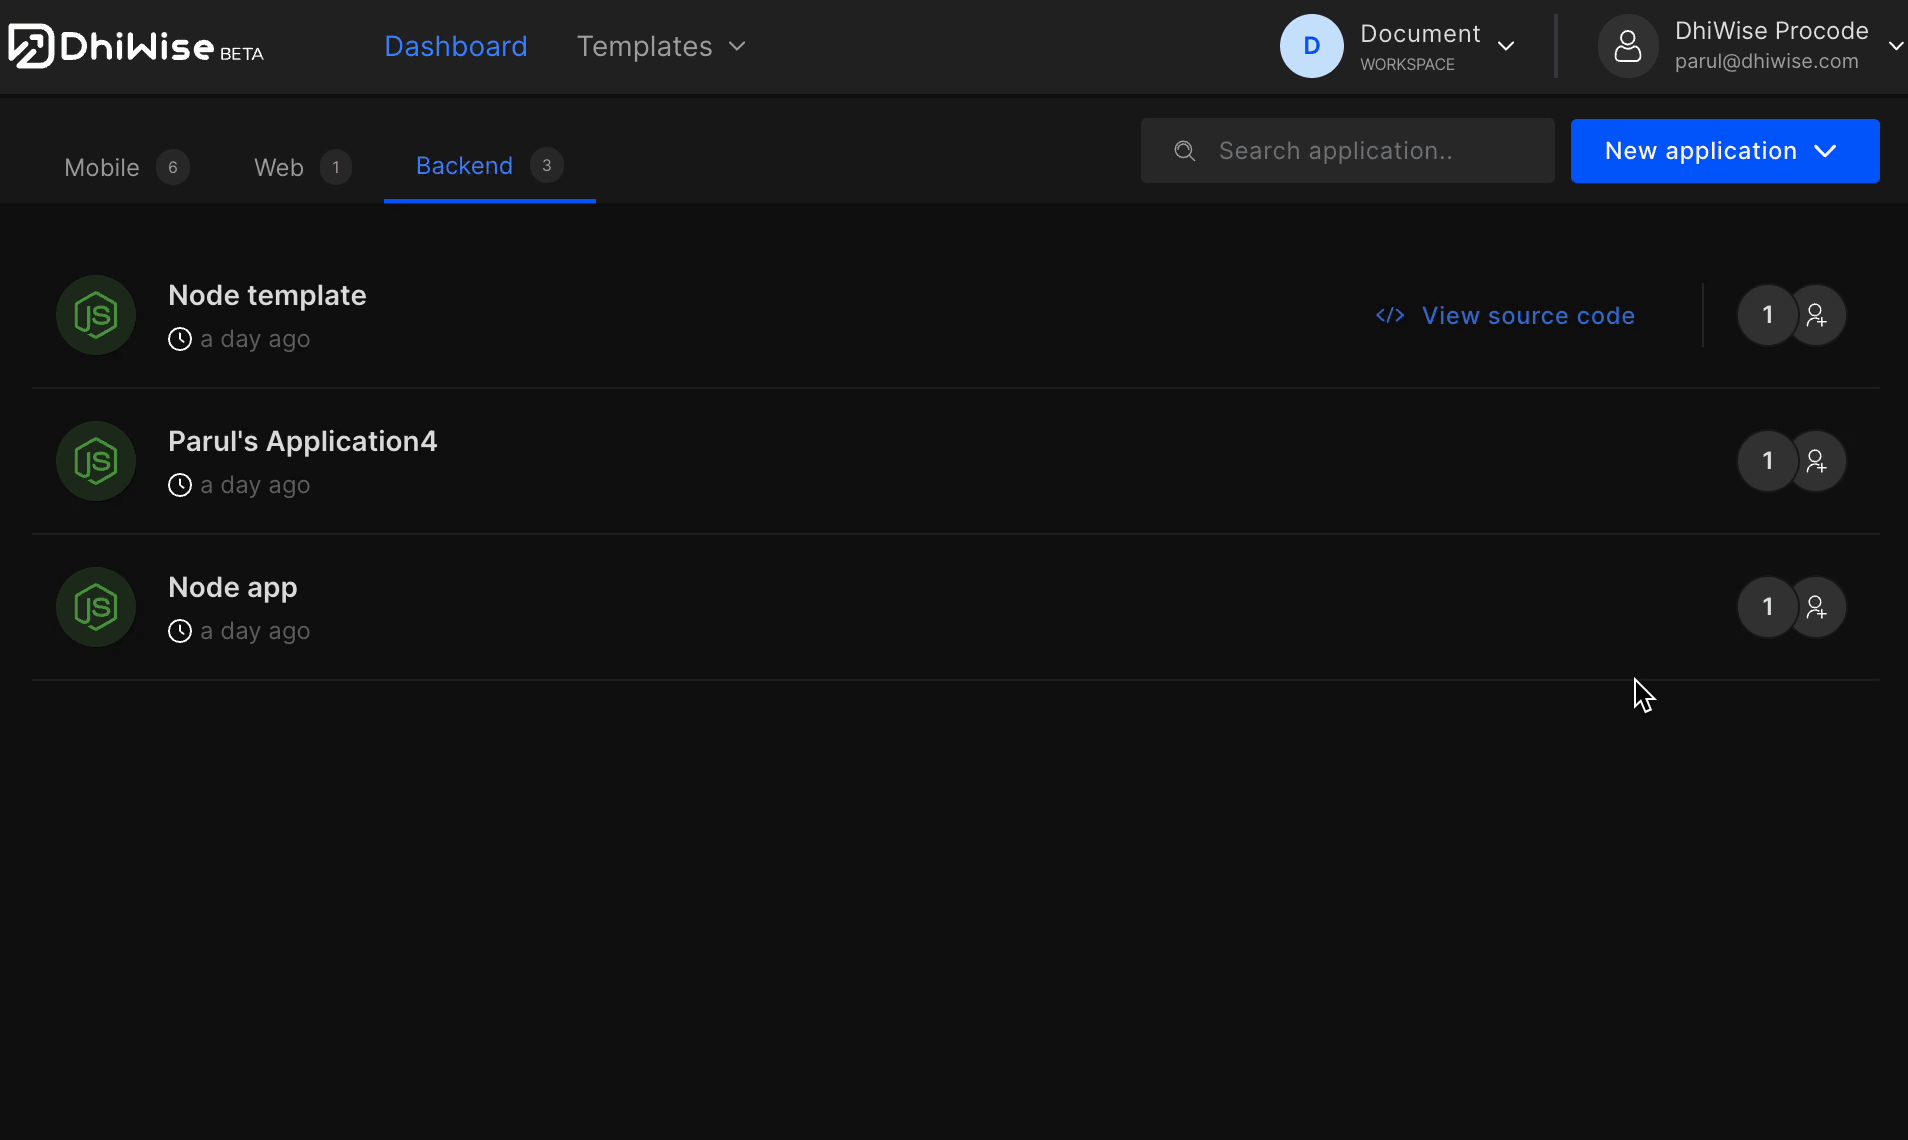 DhiWise BETA
Dashboard
Templates
D
Document
WORKSPACE
DhiWise Procode
parul@dhiwise.com
Mobile 6
Web 1
Backend 3
Search application..
New application
JS
Node template
a day ago
</> View source code
1
JS
Parul's Application4
a day ago
1
JS
Node app
a day ago
1